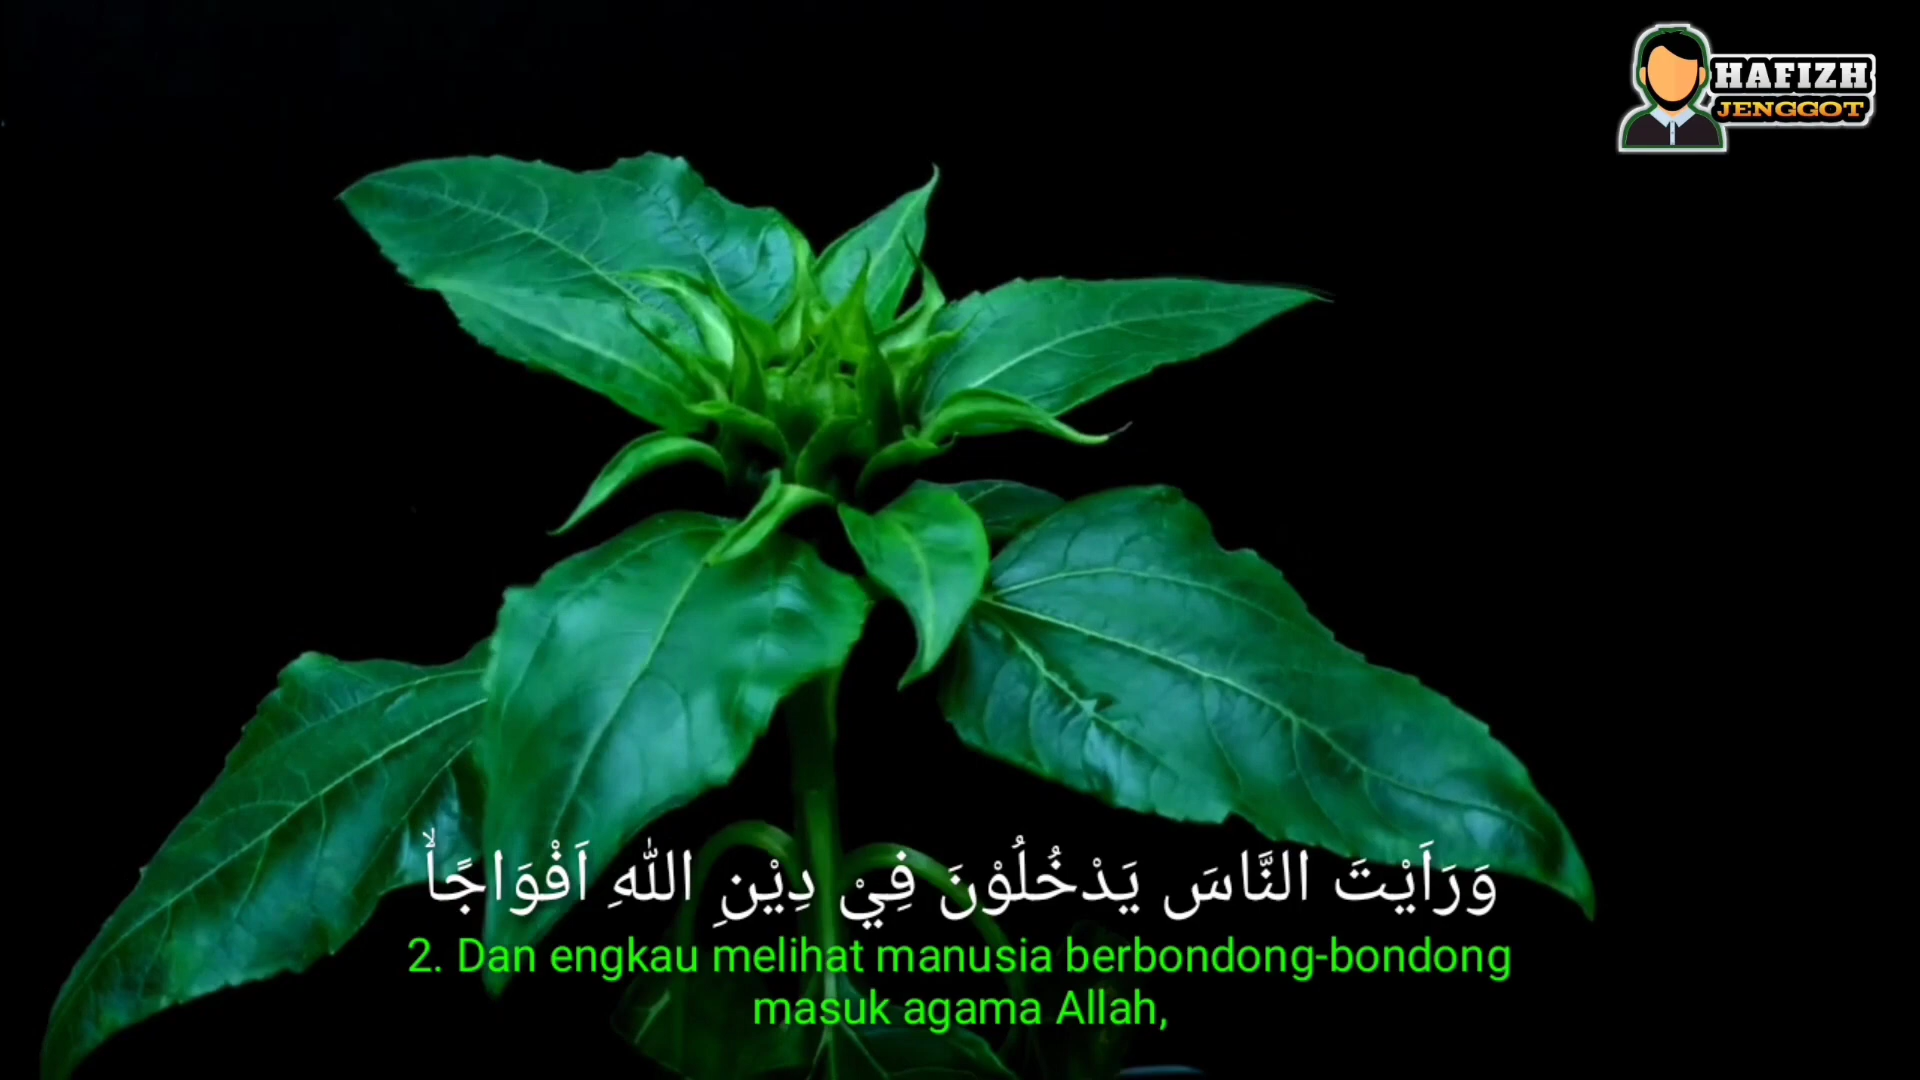 HAFIZH
JENGGOT
وَرَاَيْتَ النَّاسَ يَدْخُلُوْنَ فِيْ دِيْنِ اللّٰهِ اَفْوَاجًاۙ
2. Dan engkau melihat manusia berbondong-bondong
masuk agama Allah,